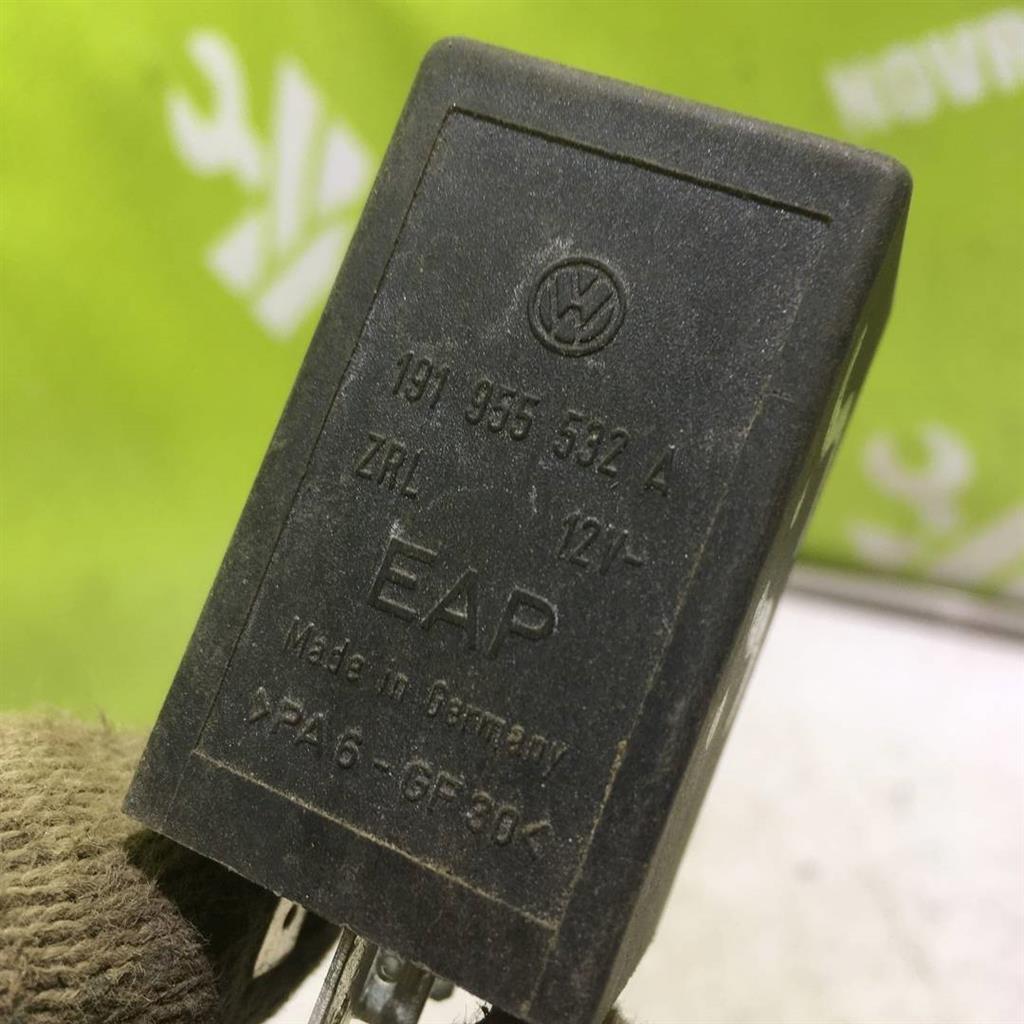 191 955 532 A
ZRL 12V-
EAP
Made in Germany
>PA 6 - GF 30<